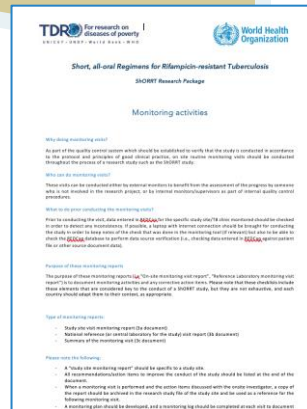 TDR For research on
diseases of poverty
UNICEF • UNDP • World Bank • WHO
World Health
Organization
Short, all-oral Regimens for Rifampicin-resistant Tuberculosis
ShORRT Research Package
Monitoring activities
Why doing monitoring visits?
As part of the quality control system which should be established to verify that the study is conducted in accordance
to the protocol and principles of good clinical practice, on site routine monitoring visits should be conducted
throughout the process of a research study such as the ShORRT study.
Who can do monitoring visits?
These visits can be conducted either by external monitors to benefit from the assessment of the progress by someone
who is not involved in the research project, or by internal monitors/supervisors as part of internal quality control
procedures.
What to do prior conducting the monitoring visits?
Prior to conducting the visit, data entered in REDCap for the specific study site/TB clinic monitored should be checked
in order to detect any inconsistency. If possible, a laptop with internet connection should be brought for conducting
the study in order to keep notes of the check that was done in the monitoring tool (if relevant) but also to be able to
check the REDCap database to perform data source verification (i.e., checking data entered in REDCap against patient
file or other source document/data).
Purpose of these monitoring reports
The purpose of these monitoring reports ("On-site monitoring visit report", "Reference Laboratory monitoring visit
report") is to document monitoring activities and any corrective action items. Please note that these checklists include
those elements that are considered key to the conduct of a ShORRT study, but they are not exhaustive, and each
country should adapt them to their context, as appropriate.
Type of monitoring reports:
- Study site visit monitoring report (3a document)
- National reference (or central laboratory for the study) visit report (3b document)
- Summary of the monitoring visit (3c document)
Please note the following:
- A "study site monitoring report" should be specific to a study site.
- All recommendations/action items to improve the conduct of the study should be listed at the end of the
document.
- When a monitoring visit is performed and the action items discussed with the onsite investigator, a copy of
the report should be archived in the research study file of the study site and be used as a reference for the
following monitoring visit.
- A monitoring plan should be developed, and a monitoring log should be completed at each visit to document